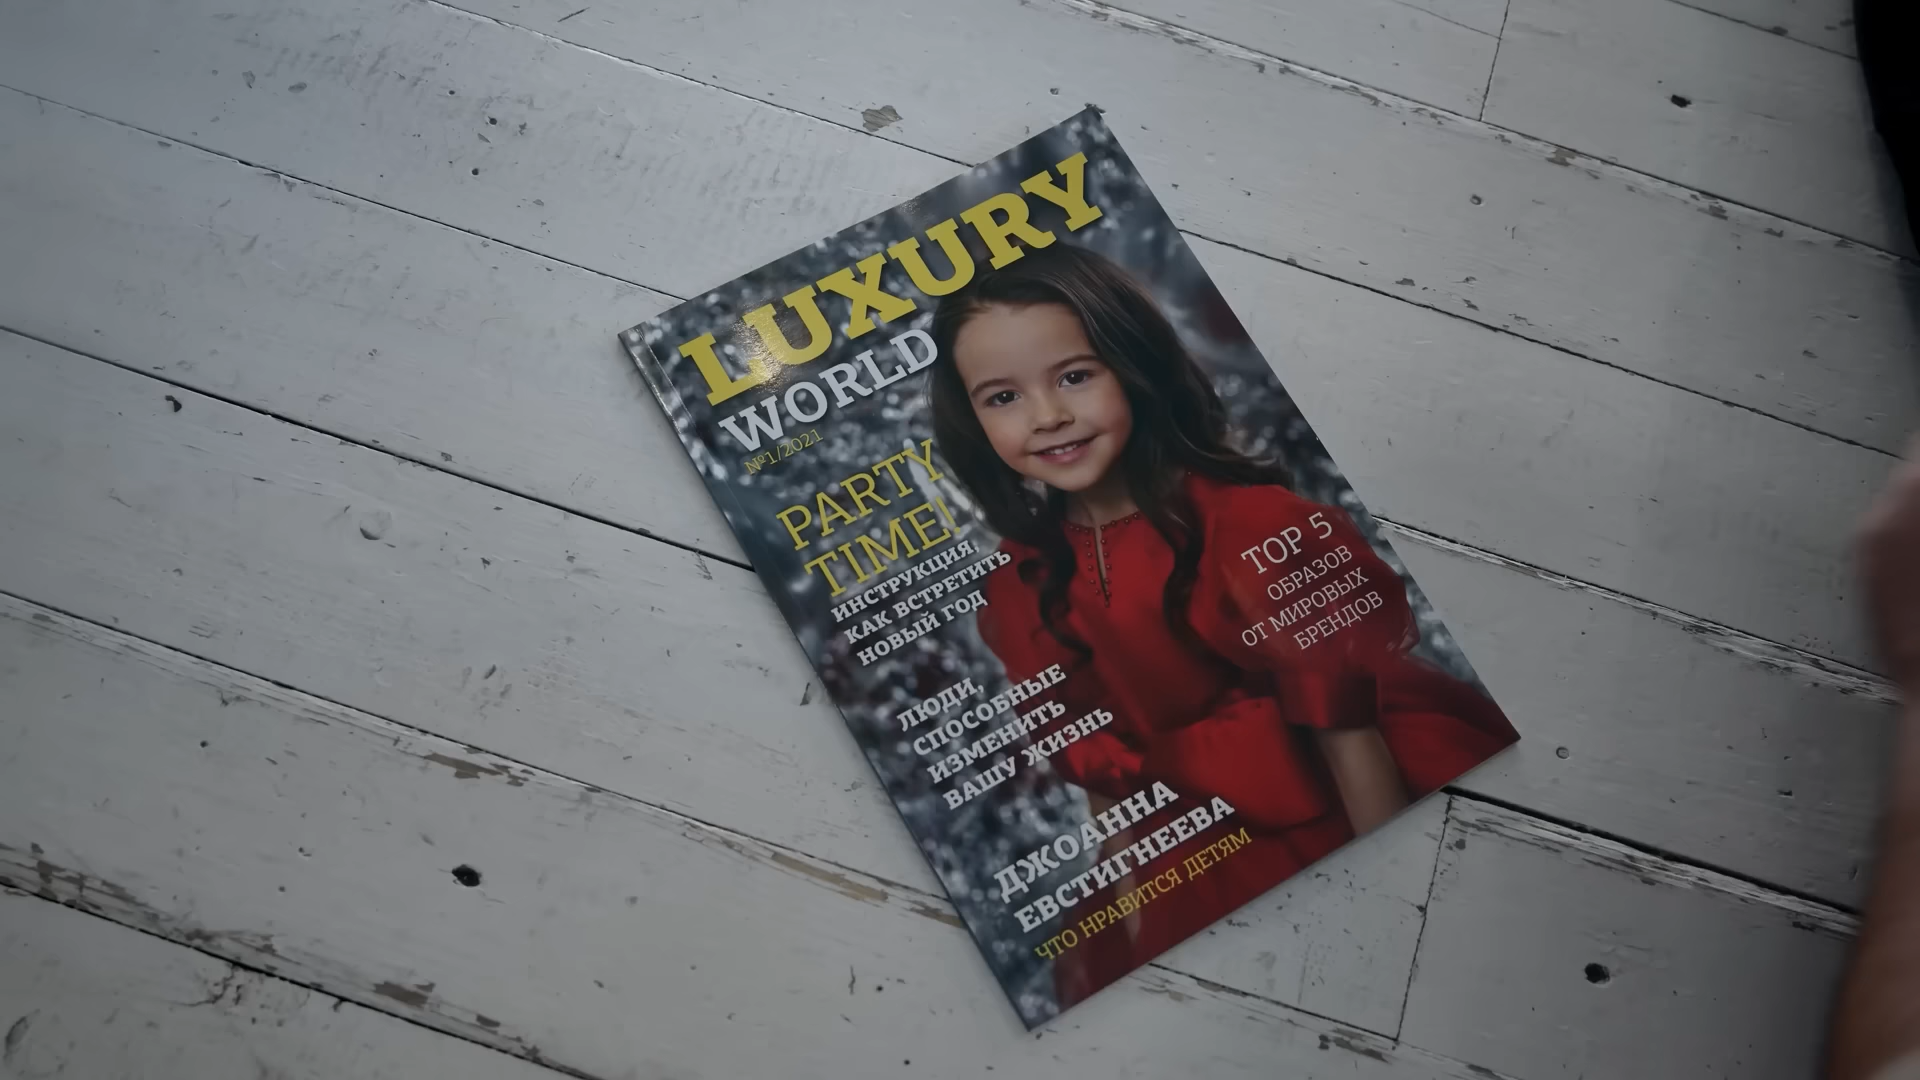 LUXURY
WORLD
№1/2021
PARTY
TIME!
ИНСТРУКЦИЯ,
КАК ВСТРЕТИТЬ
НОВЫЙ ГОД
TOP 5
ОБРАЗОВ
ОТ МИРОВЫХ
БРЕНДОВ
ЛЮДИ,
СПОСОБНЫЕ
ИЗМЕНИТЬ
ВАШУ ЖИЗНЬ
ДЖОАННА
ЕВСТИГНЕЕВА
ЧТО НРАВИТСЯ ДЕТЯМ